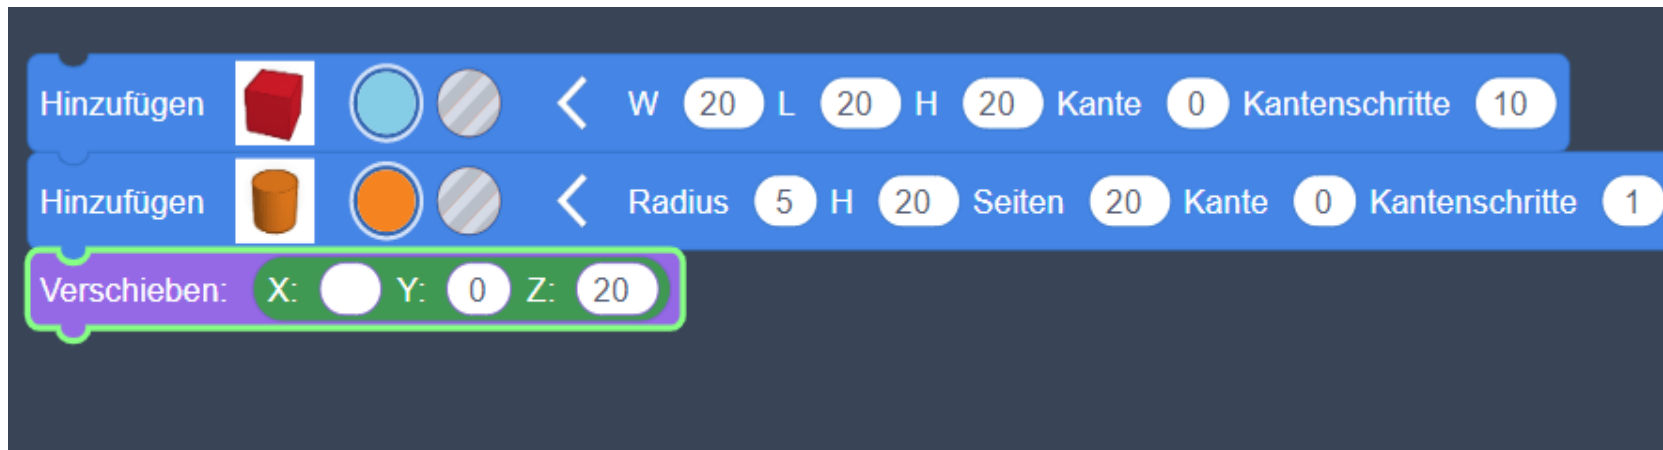 Hinzufügen W 20 L 20 H 20 Kante 0 Kantenschritte 10
Hinzufügen Radius 5 H 20 Seiten 20 Kante 0 Kantenschritte 1
Verschieben: X: Y: 0 Z: 20